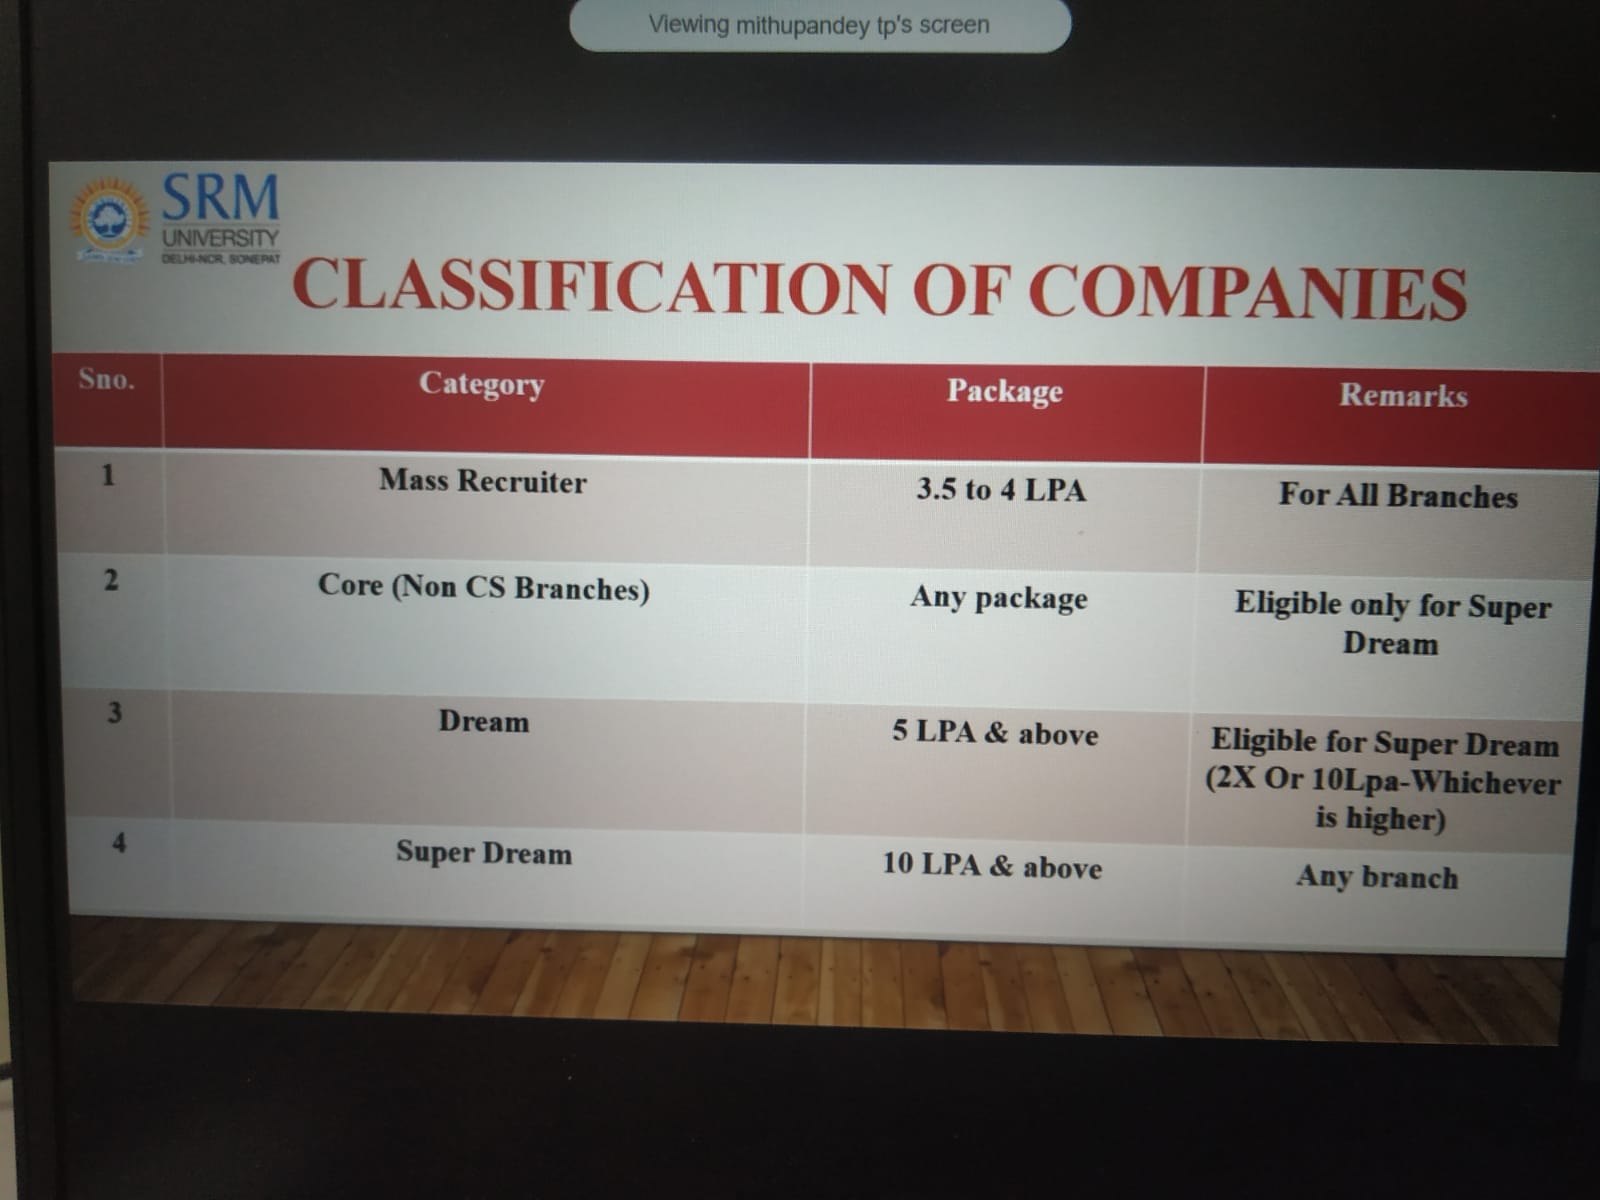 Viewing mithupandey tp's screen
SRM
UNIVERSITY
DELHI-NCR, SONEPAT
CLASSIFICATION OF COMPANIES
Sno. Category Package Remarks
1 Mass Recruiter 3.5 to 4 LPA For All Branches
2 Core (Non CS Branches) Any package Eligible only for Super
Dream
3 Dream 5 LPA & above Eligible for Super Dream
(2X Or 10Lpa-Whichever
is higher)
4 Super Dream 10 LPA & above Any branch